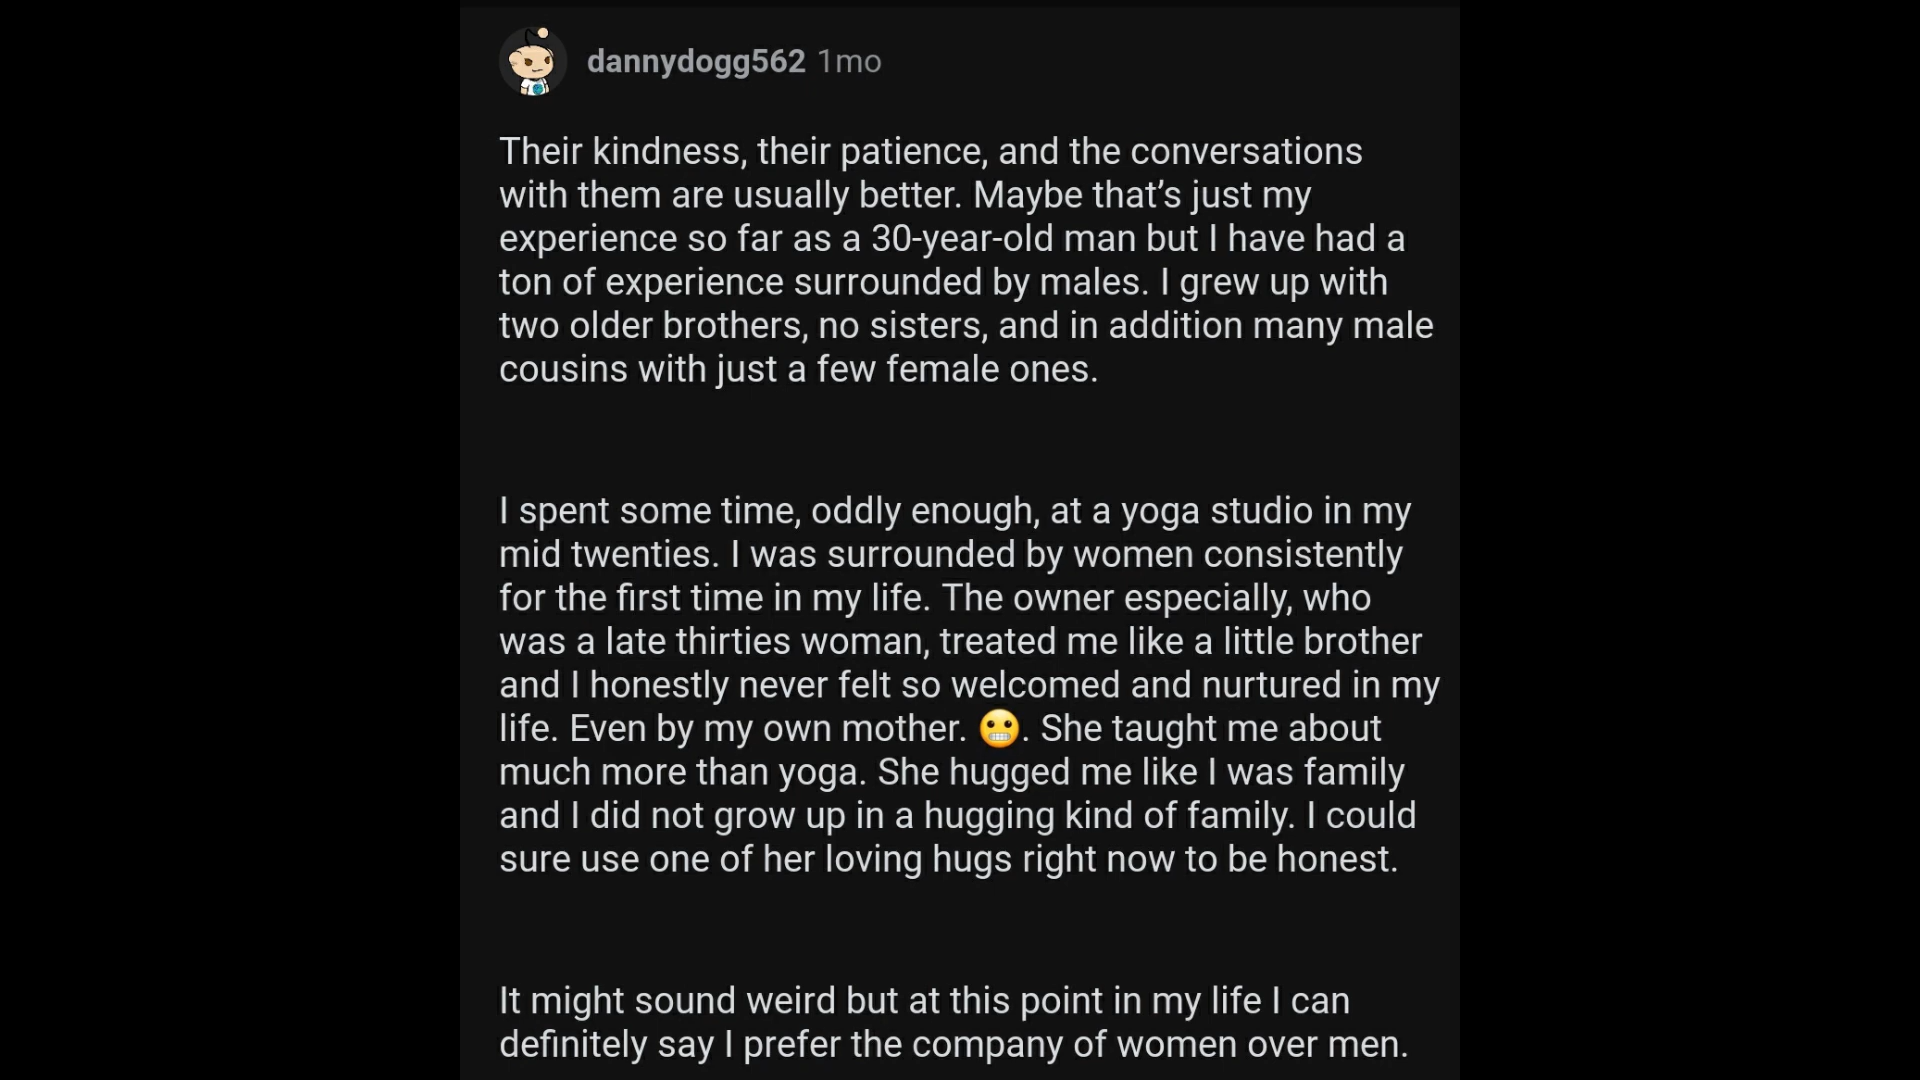 dannydogg562 1mo
Their kindness, their patience, and the conversations
with them are usually better. Maybe that’s just my
experience so far as a 30-year-old man but I have had a
ton of experience surrounded by males. I grew up with
two older brothers, no sisters, and in addition many male
cousins with just a few female ones.
I spent some time, oddly enough, at a yoga studio in my
mid twenties. I was surrounded by women consistently
for the first time in my life. The owner especially, who
was a late thirties woman, treated me like a little brother
and I honestly never felt so welcomed and nurtured in my
life. Even by my own mother. 😬. She taught me about
much more than yoga. She hugged me like I was family
and I did not grow up in a hugging kind of family. I could
sure use one of her loving hugs right now to be honest.
It might sound weird but at this point in my life I can
definitely say I prefer the company of women over men.